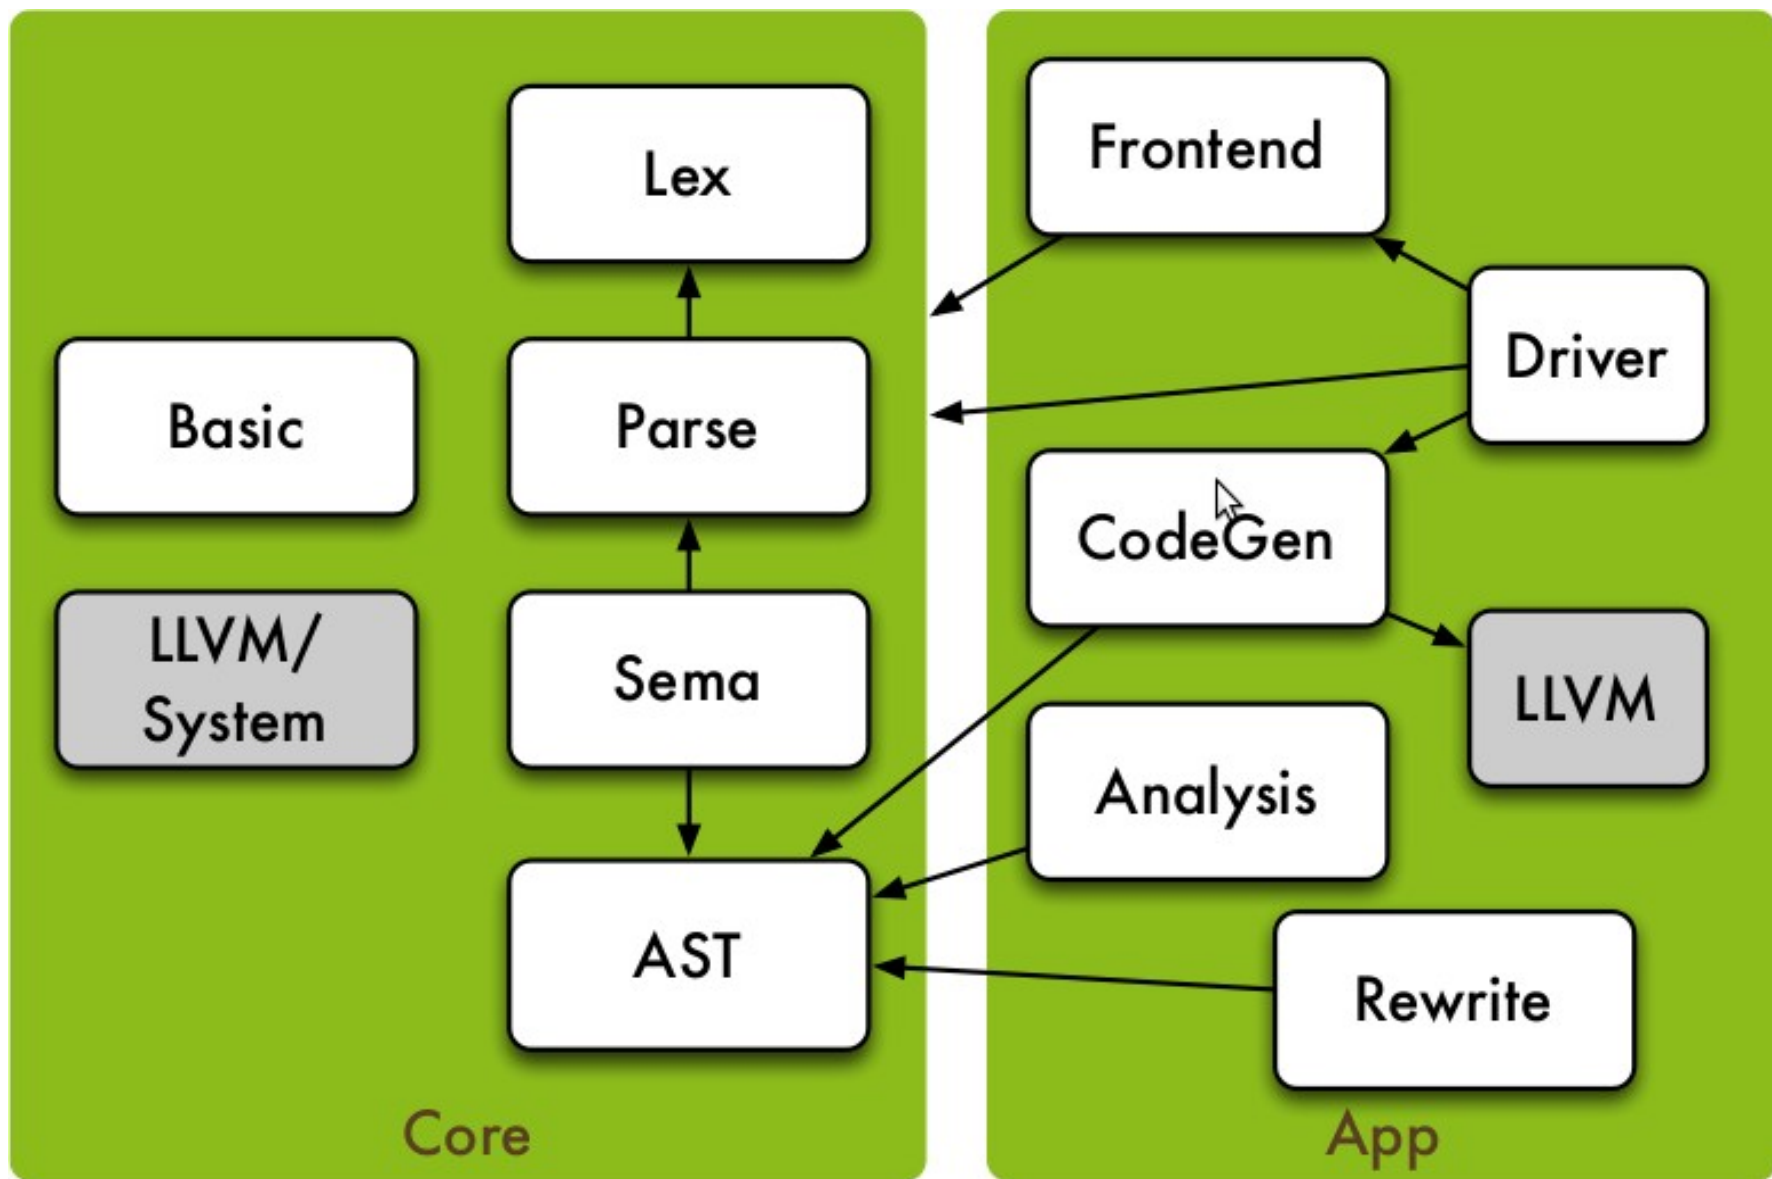 Lex
Basic
Parse
LLVM/
System
Sema
AST
Core
Frontend
Driver
CodeGen
LLVM
Analysis
Rewrite
App